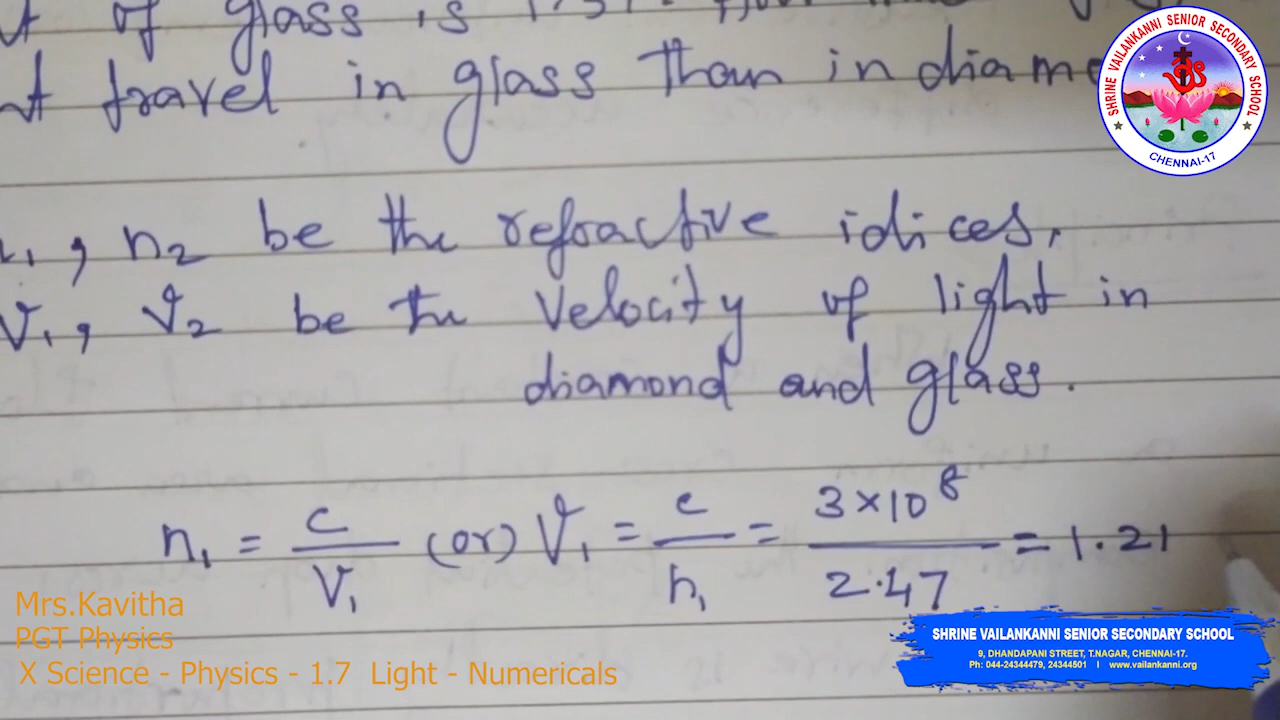 of glass is
travel in glass than in
, n₂ be the refractive idices.
V₁, V₂ be the Velocity of light in
diamond and glass.
n₁ = c/V₁ (or) V₁ = c/n₁ = 3×10⁸/2.47 = 1.21
SHRINE VAILANKANNI SENIOR SECONDARY SCHOOL
CHENNAI-17
Mrs.Kavitha
PGT Physics
X Science - Physics - 1.7 Light - Numericals
SHRINE VAILANKANNI SENIOR SECONDARY SCHOOL
9, DHANDAPANI STREET, T.NAGAR, CHENNAI-17.
Ph: 044-24344479, 24344501 | www.vailankanni.org